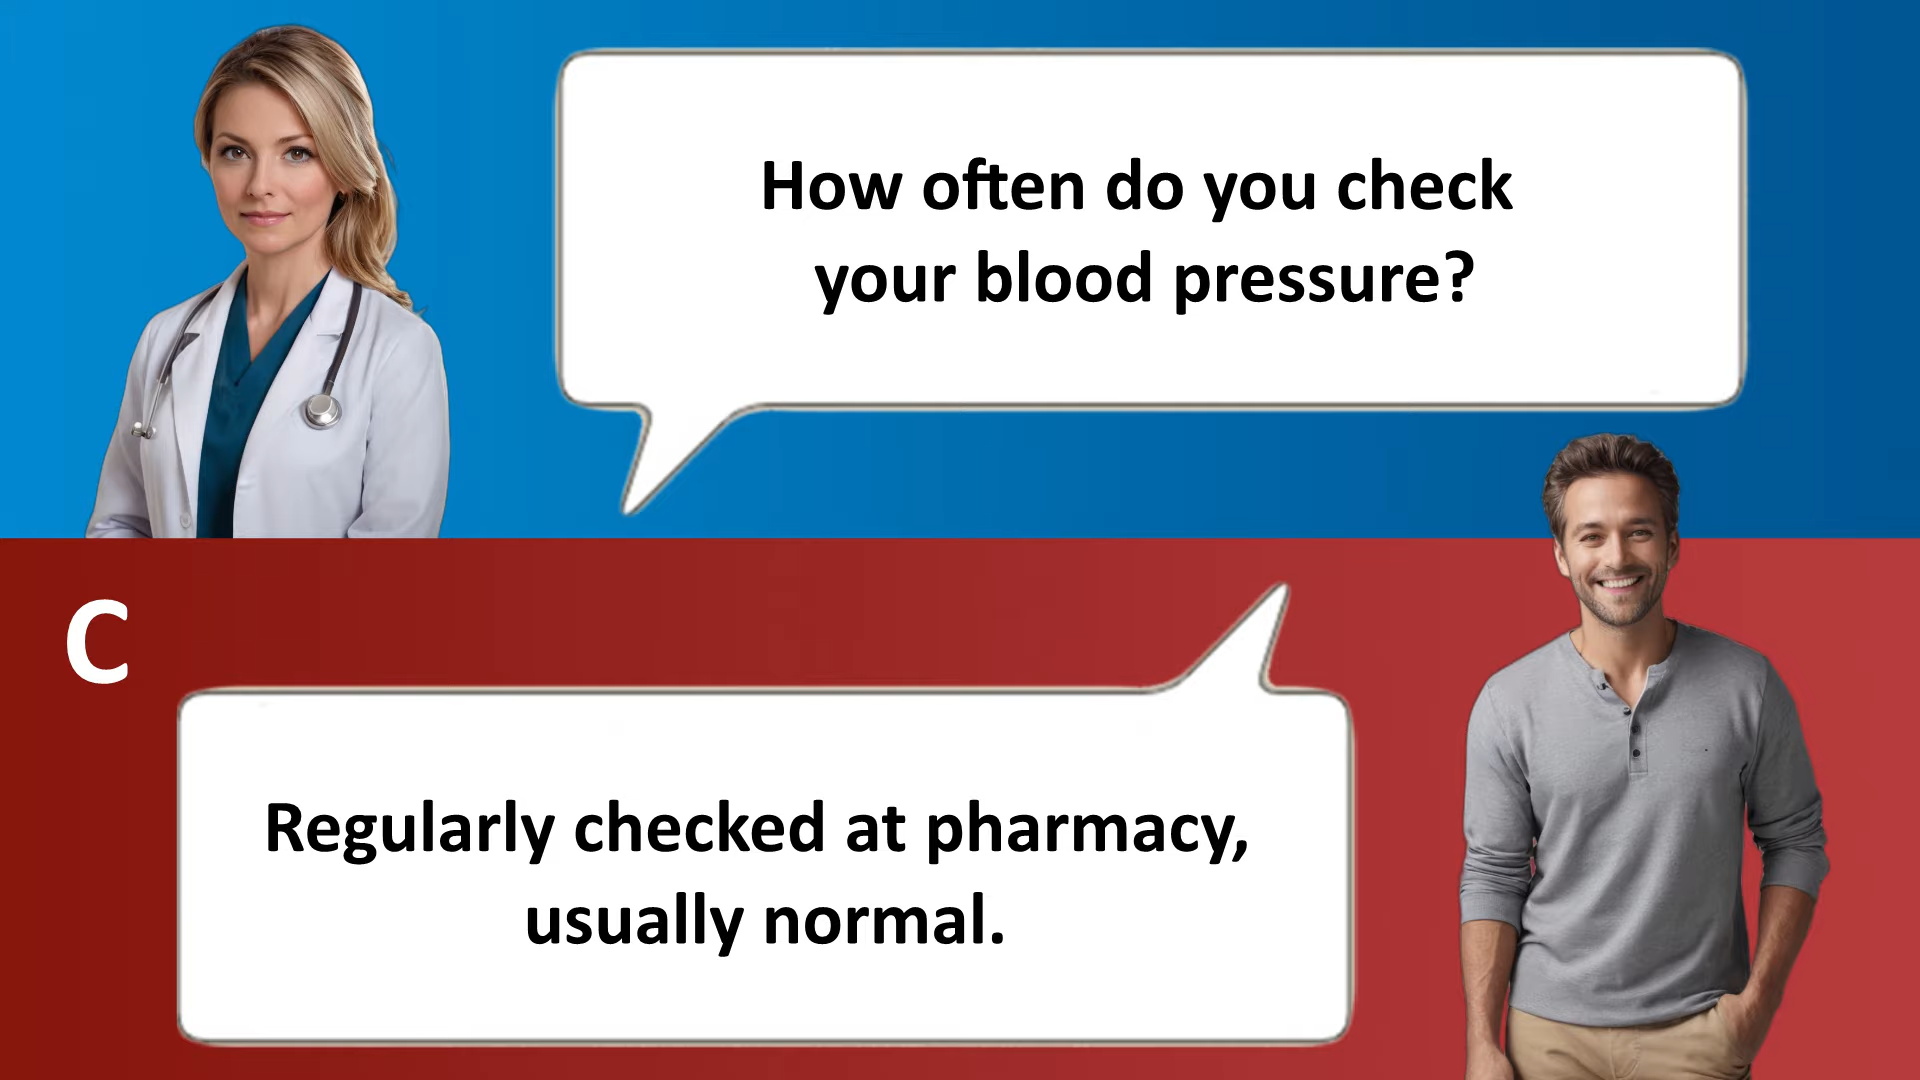 How often do you check
your blood pressure?
C
Regularly checked at pharmacy,
usually normal.